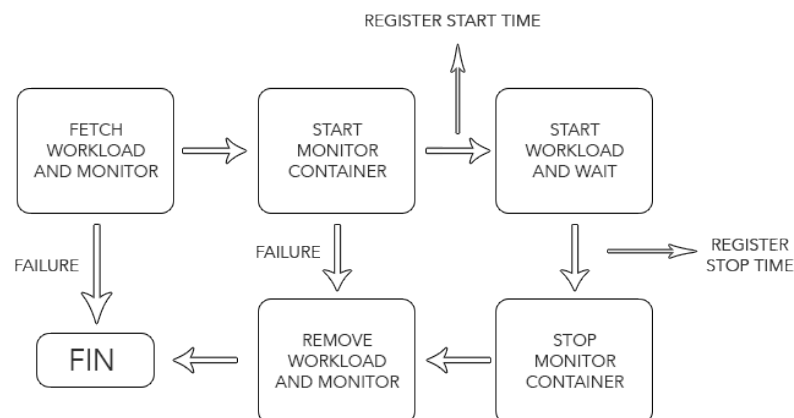 REGISTER START TIME
FETCH
WORKLOAD
AND MONITOR
START
MONITOR
CONTAINER
START
WORKLOAD
AND WAIT
FAILURE
FAILURE
REGISTER
STOP TIME
FIN
REMOVE
WORKLOAD
AND MONITOR
STOP
MONITOR
CONTAINER